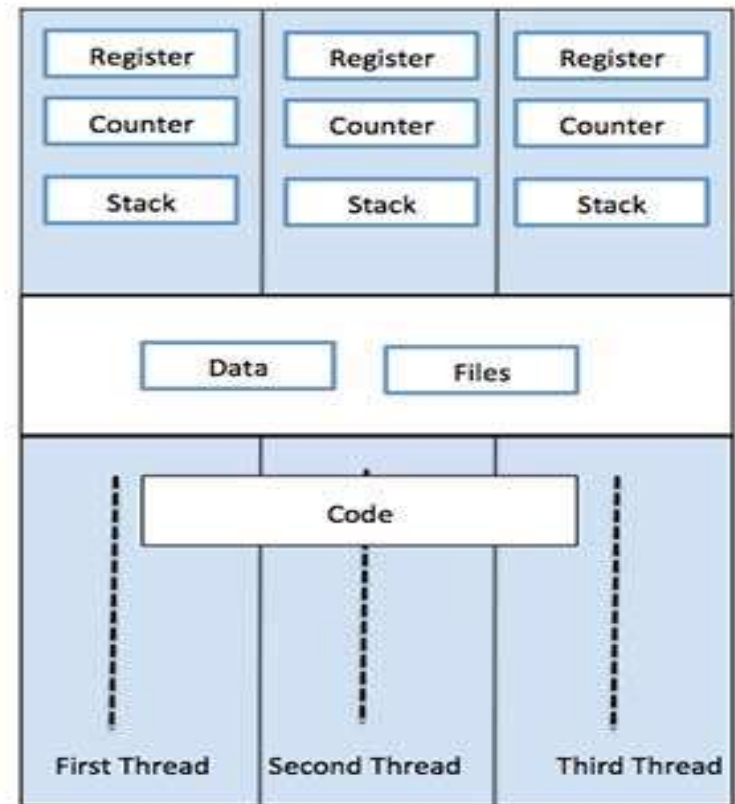 Register Register Register
Counter Counter Counter
Stack Stack Stack
Data Files
Code
First Thread Second Thread Third Thread